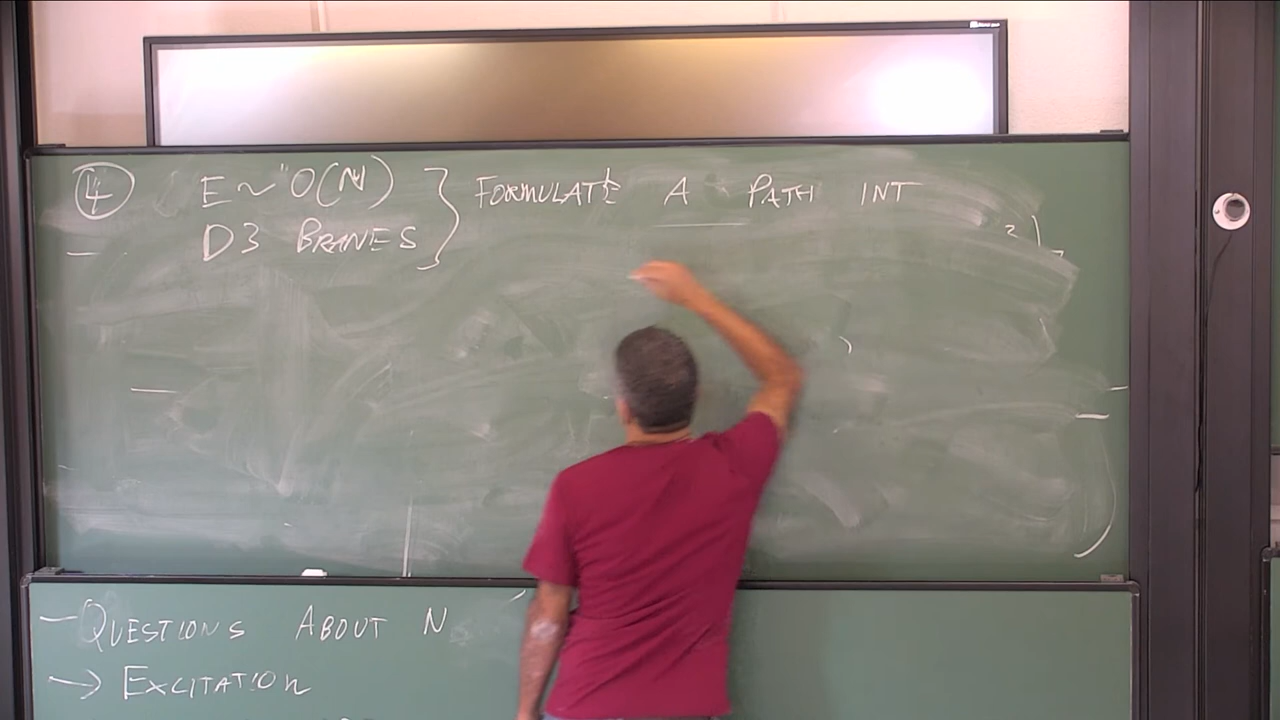 ④ E ~ "O(N) } FORMULATE A PATH INT
D3 BRANES
- QUESTIONS ABOUT N
→ EXCITATION